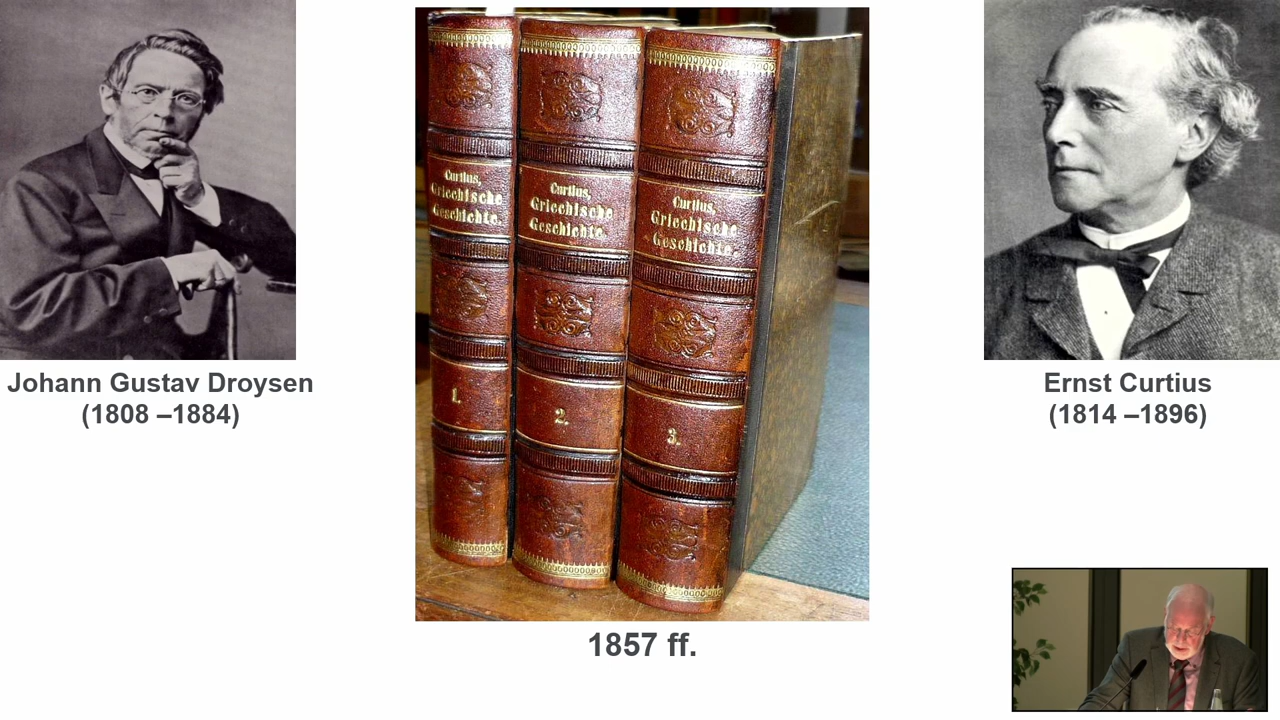 Johann Gustav Droysen
(1808 –1884)
Curtius,
Griechische
Geschichte.
1.
Curtius,
Griechische
Geschichte.
2.
Curtius,
Griechische
Geschichte.
3.
1857 ff.
Ernst Curtius
(1814 –1896)